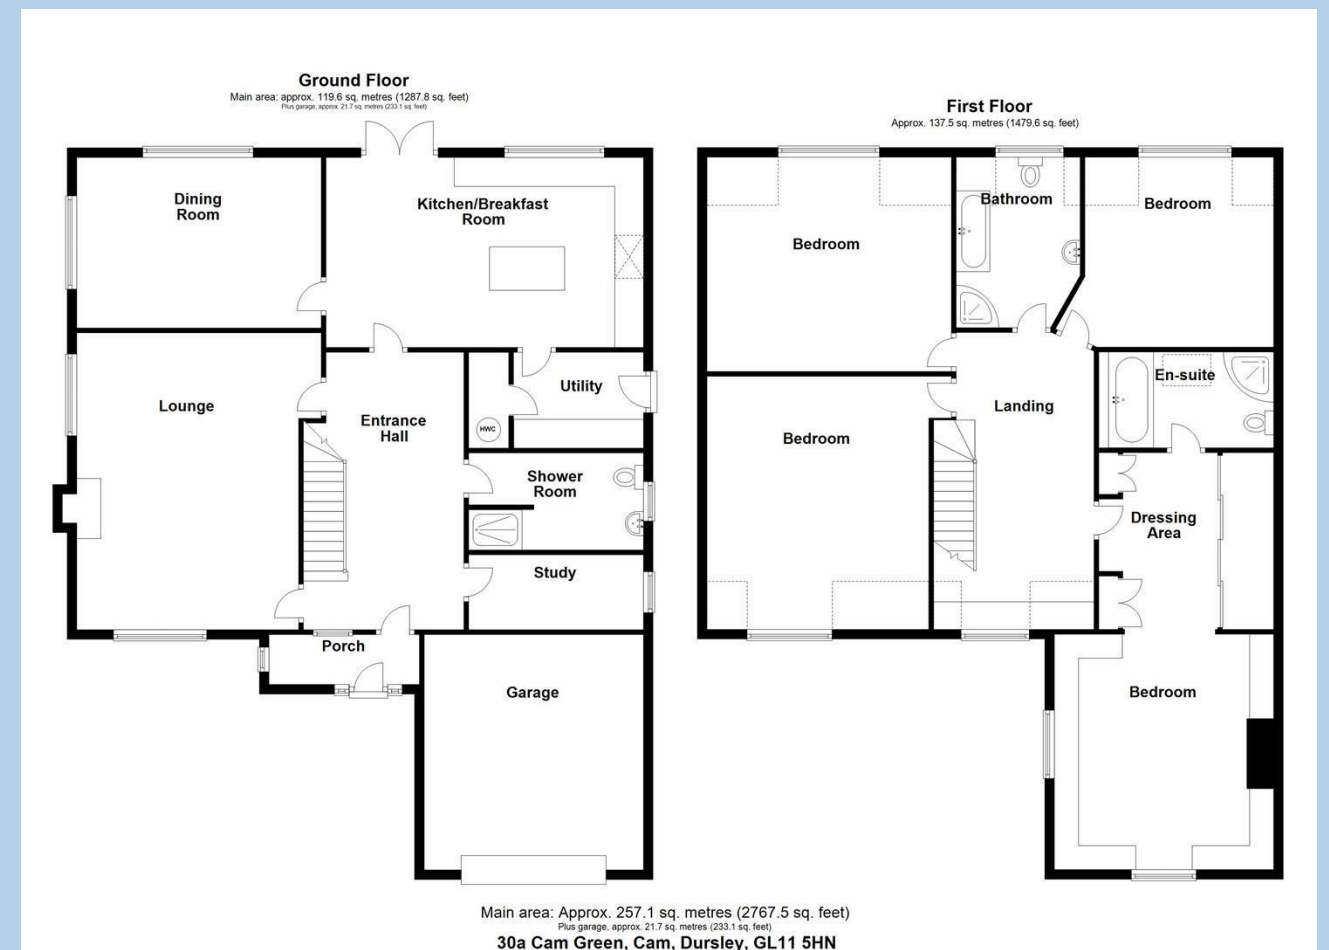 Ground Floor
Main area: approx. 119.6 sq. metres (1287.8 sq. feet)
Plus garage, approx. 21.7 sq. metres (233.1 sq. feet)
First Floor
Approx. 137.5 sq. metres (1479.6 sq. feet)
Dining
Room
Kitchen/Breakfast
Room
Lounge
Entrance
Hall
Utility
HWC
Shower
Room
Study
Porch
Garage
Bedroom
Bathroom
Bedroom
Bedroom
Landing
En-suite
Dressing
Area
Bedroom
Main area: Approx. 257.1 sq. metres (2767.5 sq. feet)
Plus garage, approx. 21.7 sq. metres (233.1 sq. feet)
30a Cam Green, Cam, Dursley, GL11 5HN